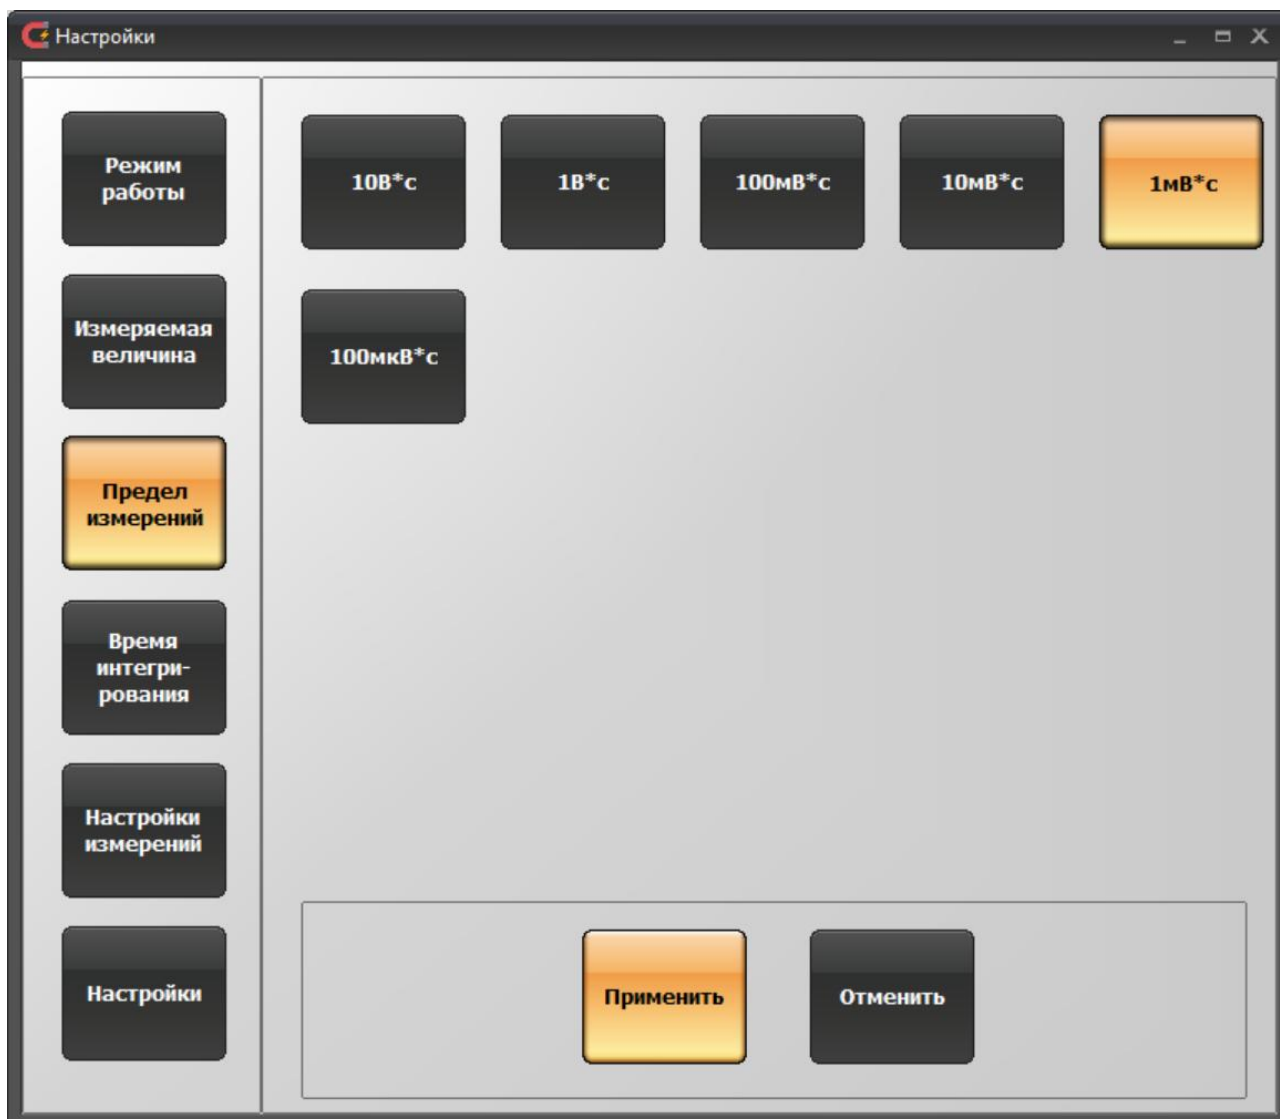 Настройки
Режим
работы
Измеряемая
величина
Предел
измерений
Время
интегри-
рования
Настройки
измерений
Настройки
10В*с
1В*с
100мВ*с
10мВ*с
1мВ*с
100мкВ*с
Применить
Отменить